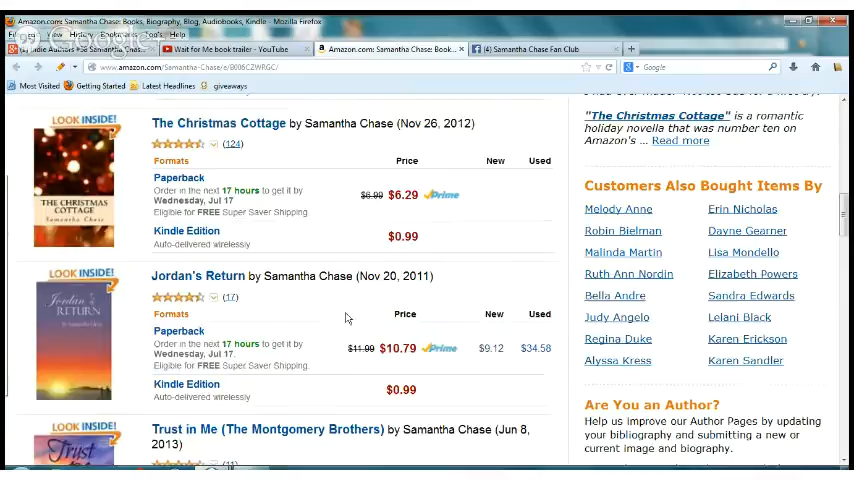 Amazon.com: Samantha Chase: Books, Biography, Blog, Audiobooks, Kindle - Mozilla Firefox
View History Tools Help
Google+
Indie Authors #98 Samantha Chas...
Wait for Me book trailer - YouTube
Amazon.com: Samantha Chase: Book...
(4) Samantha Chase Fan Club
www.amazon.com/Samantha-Chase/e/B006CZWRGC/
Google
Most Visited
Getting Started
Latest Headlines
giveaways
LOOK INSIDE!
THE CHRISTMAS
COTTAGE
Samantha Chase
The Christmas Cottage by Samantha Chase (Nov 26, 2012)
(124)
Formats Price New Used
Paperback
Order in the next 17 hours to get it by
Wednesday, Jul 17
Eligible for FREE Super Saver Shipping
$6.99 $6.29 Prime
Kindle Edition
Auto-delivered wirelessly
$0.99
LOOK INSIDE!
Jordan's
RETURN
by Samantha Chase
Jordan's Return by Samantha Chase (Nov 20, 2011)
(17)
Formats Price New Used
Paperback
Order in the next 17 hours to get it by
Wednesday, Jul 17.
Eligible for FREE Super Saver Shipping.
$11.99 $10.79 Prime $9.12 $34.58
Kindle Edition
Auto-delivered wirelessly
$0.99
LOOK INSIDE!
Trust
Trust in Me (The Montgomery Brothers) by Samantha Chase (Jun 8,
2013)
(11)
"The Christmas Cottage" is a romantic
holiday novella that was number ten on
Amazon's ... Read more
Customers Also Bought Items By
Melody Anne Erin Nicholas
Robin Bielman Dayne Gearner
Malinda Martin Lisa Mondello
Ruth Ann Nordin Elizabeth Powers
Bella Andre Sandra Edwards
Judy Angelo Lelani Black
Regina Duke Karen Erickson
Alyssa Kress Karen Sandler
Are You an Author?
Help us improve our Author Pages by updating
your bibliography and submitting a new or
current image and biography.